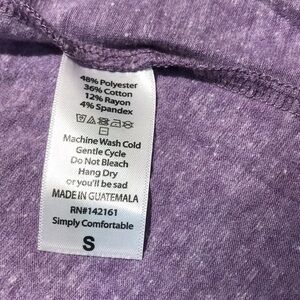 48% Polyester
36% Cotton
12% Rayon
4% Spandex
Machine Wash Cold
Gentle Cycle
Do Not Bleach
Hang Dry
or you'll be sad
MADE IN GUATEMALA
RN#142161
Simply Comfortable
S